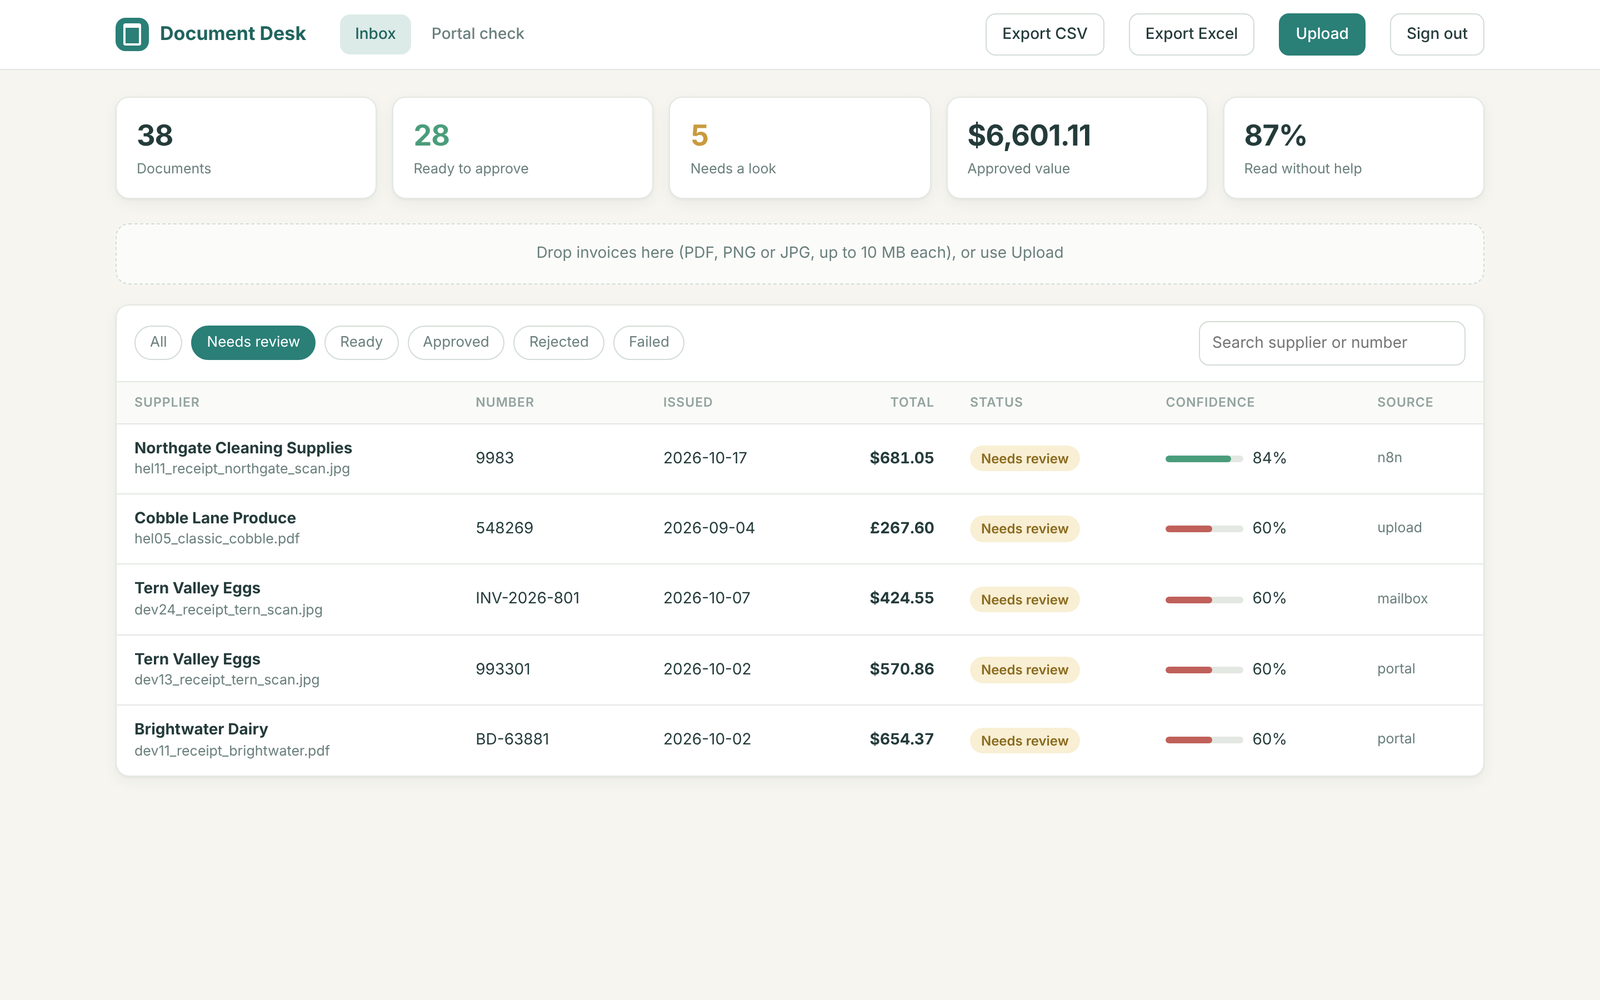 Document Desk
Inbox
Portal check
Export CSV
Export Excel
Upload
Sign out
38
Documents
28
Ready to approve
5
Needs a look
$6,601.11
Approved value
87%
Read without help
Drop invoices here (PDF, PNG or JPG, up to 10 MB each), or use Upload
All
Needs review
Ready
Approved
Rejected
Failed
Search supplier or number
SUPPLIER NUMBER ISSUED TOTAL STATUS CONFIDENCE SOURCE
Northgate Cleaning Supplies
hel11_receipt_northgate_scan.jpg
9983 2026-10-17 $681.05 Needs review 84% n8n
Cobble Lane Produce
hel05_classic_cobble.pdf
548269 2026-09-04 £267.60 Needs review 60% upload
Tern Valley Eggs
dev24_receipt_tern_scan.jpg
INV-2026-801 2026-10-07 $424.55 Needs review 60% mailbox
Tern Valley Eggs
dev13_receipt_tern_scan.jpg
993301 2026-10-02 $570.86 Needs review 60% portal
Brightwater Dairy
dev11_receipt_brightwater.pdf
BD-63881 2026-10-02 $654.37 Needs review 60% portal